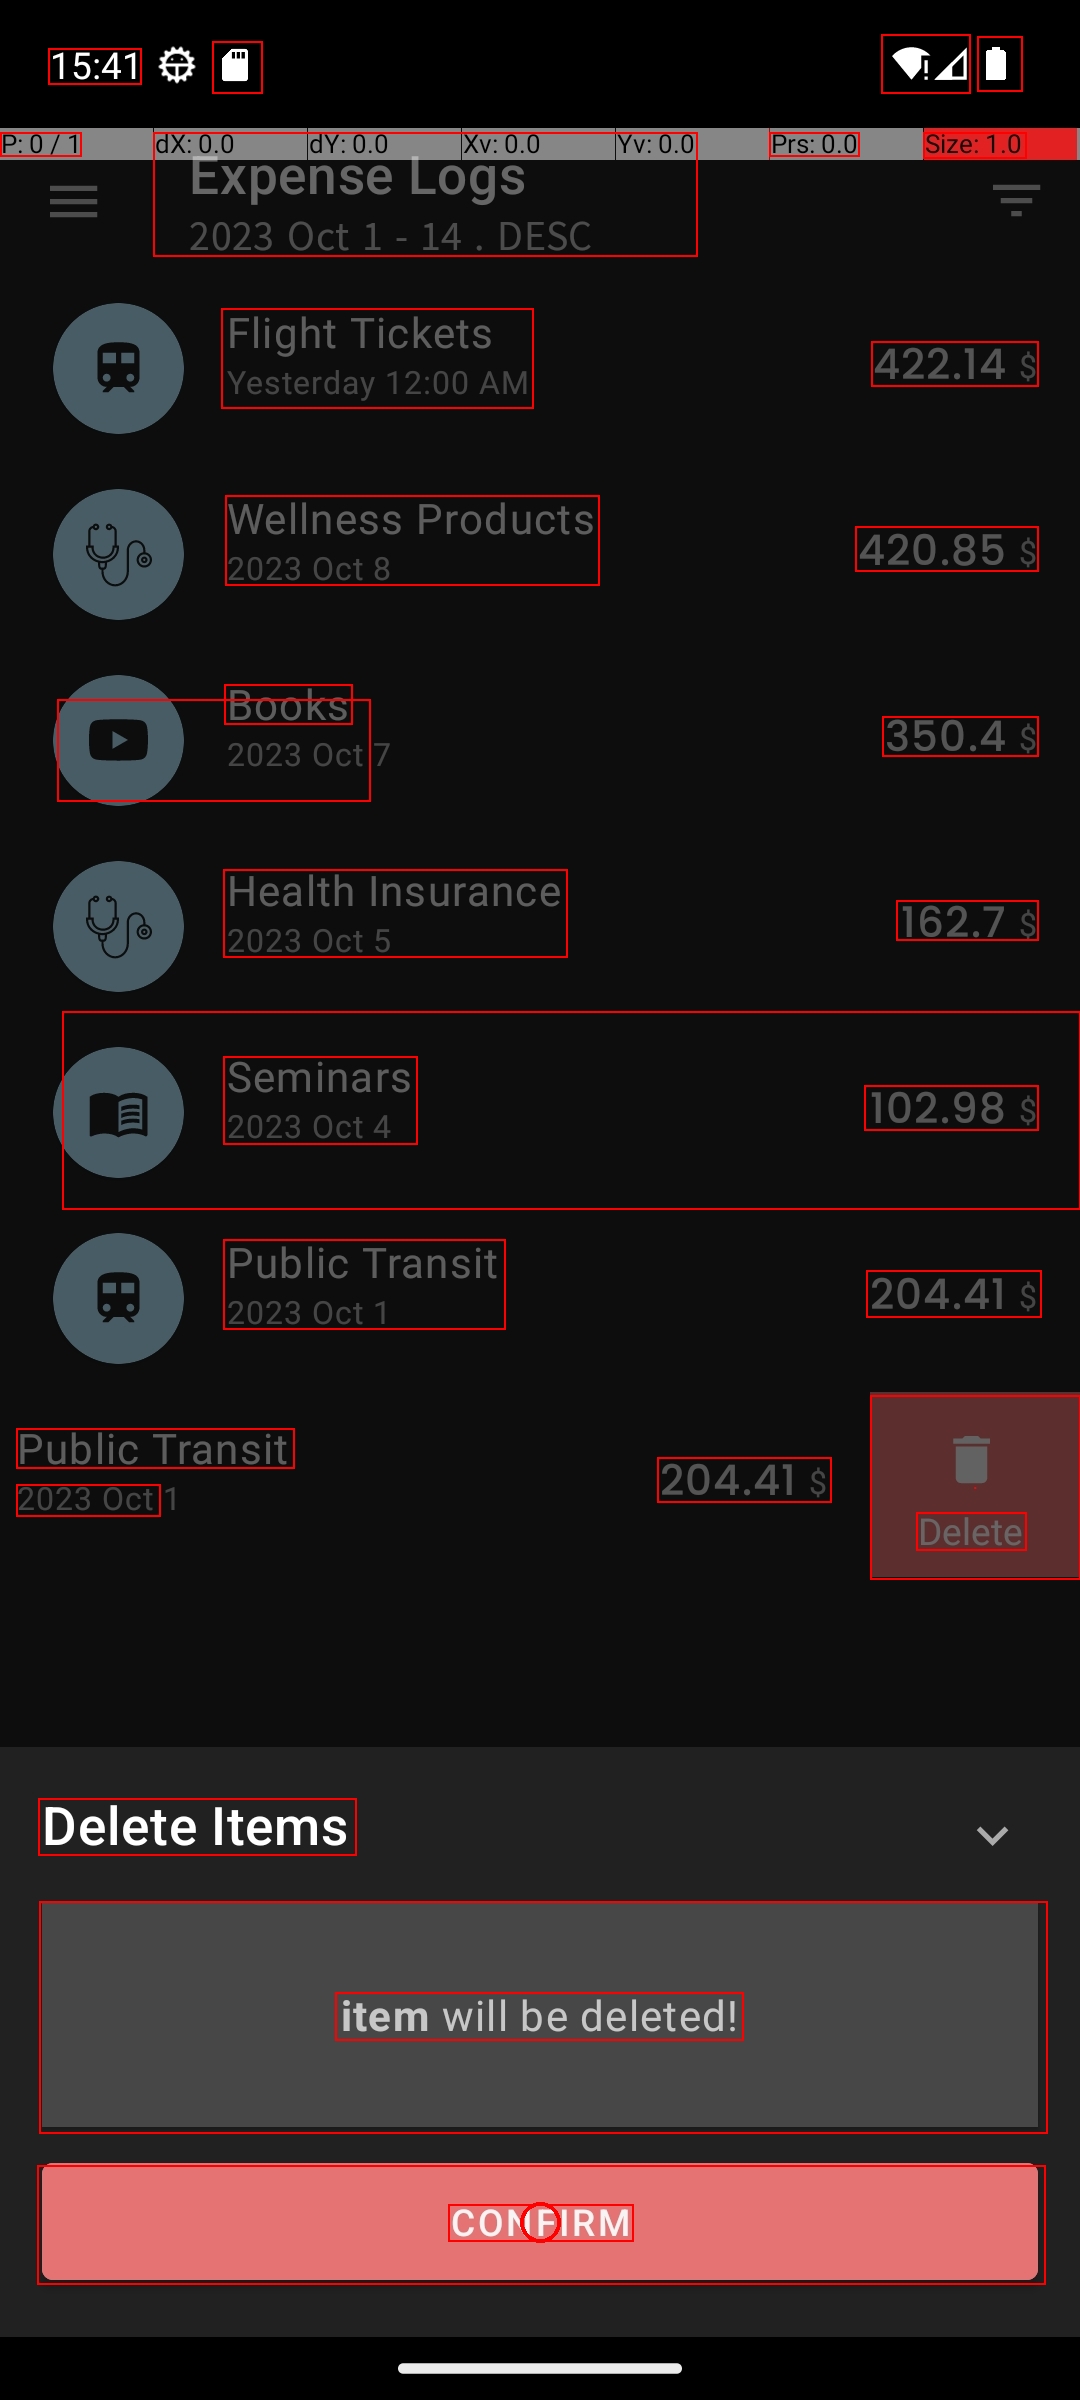 15:41
P: 0 / 1 dX: 0.0 dY: 0.0 Xv: 0.0 Yv: 0.0 Prs: 0.0 Size: 1.0
Expense Logs
2023 Oct 1 - 14 . DESC
Flight Tickets
Yesterday 12:00 AM
422.14 $
Wellness Products
2023 Oct 8
420.85 $
Books
2023 Oct 7
350.4 $
Health Insurance
2023 Oct 5
162.7 $
Seminars
2023 Oct 4
102.98 $
Public Transit
2023 Oct 1
204.41 $
Public Transit
2023 Oct 1
204.41 $
Delete
Delete Items
item will be deleted!
CONFIRM